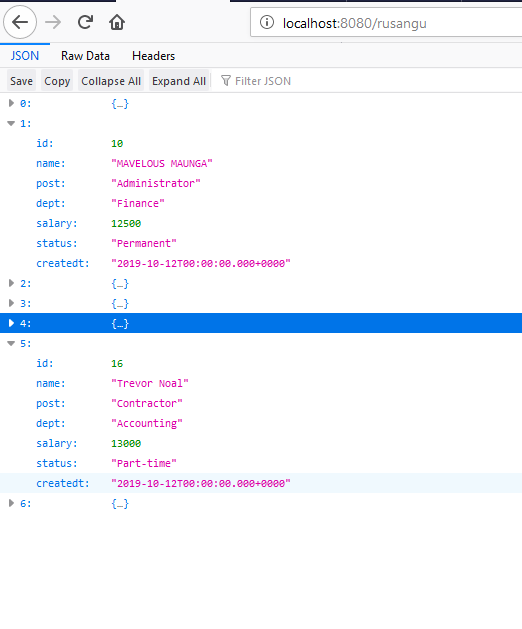 localhost:8080/rusangu
JSON Raw Data Headers
Save Copy Collapse All Expand All Filter JSON
0: {…}
1:
id: 10
name: "MAVELOUS MAUNGA"
post: "Administrator"
dept: "Finance"
salary: 12500
status: "Permanent"
createdt: "2019-10-12T00:00:00.000+0000"
2: {…}
3: {…}
4: {…}
5:
id: 16
name: "Trevor Noal"
post: "Contractor"
dept: "Accounting"
salary: 13000
status: "Part-time"
createdt: "2019-10-12T00:00:00.000+0000"
6: {…}